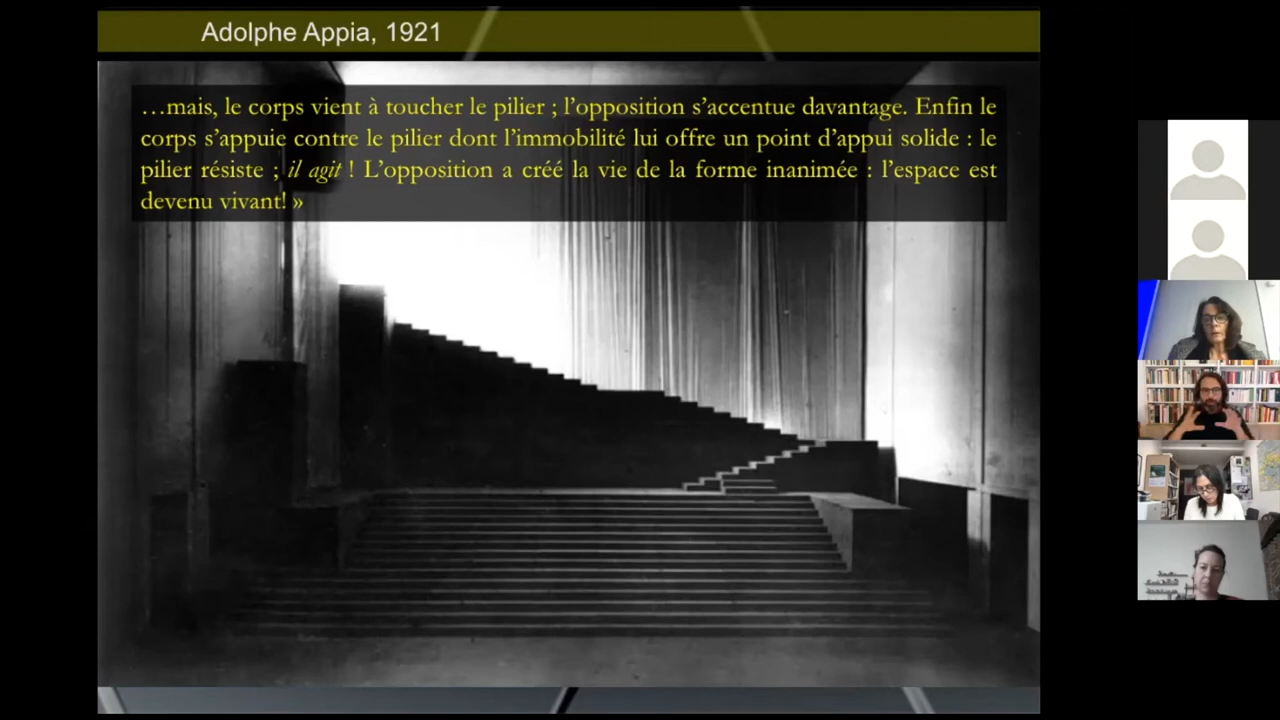 Adolphe Appia, 1921
…mais, le corps vient à toucher le pilier ; l’opposition s’accentue davantage. Enfin le
corps s’appuie contre le pilier dont l’immobilité lui offre un point d’appui solide : le
pilier résiste ; il agit ! L’opposition a créé la vie de la forme inanimée : l’espace est
devenu vivant! »